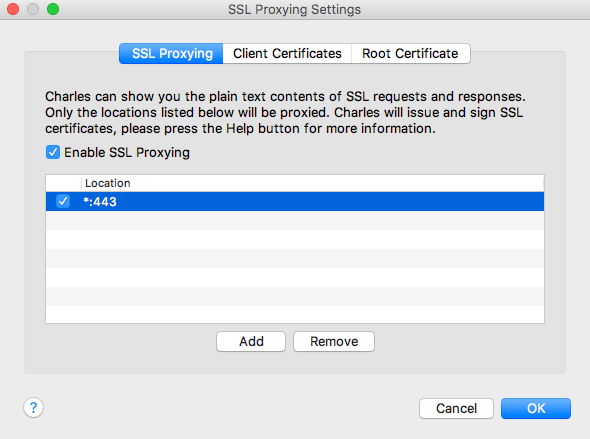 SSL Proxying Settings
SSL Proxying Client Certificates Root Certificate
Charles can show you the plain text contents of SSL requests and responses.
Only the locations listed below will be proxied. Charles will issue and sign SSL
certificates, please press the Help button for more information.
Enable SSL Proxying
Location
*:443
Add Remove
? Cancel OK